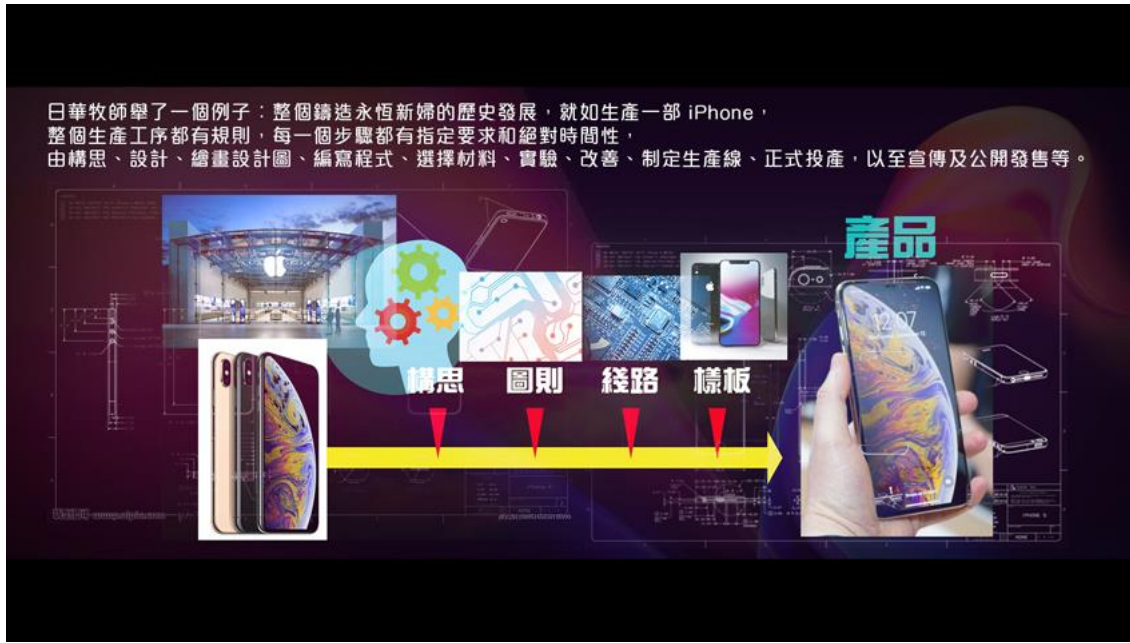 日華牧師舉了一個例子：整個鑄造永恆新婦的歷史發展，就如生產一部 iPhone，
整個生產工序都有規則，每一個步驟都有指定要求和絕對時間性，
由構思、設計、繪畫設計圖、編寫程式、選擇材料、實驗、改善、制定生產線、正式投產，以至宣傳及公開發售等。
產品
12:07
構思 圖則 綫路 樣板
IPHONE
HOME